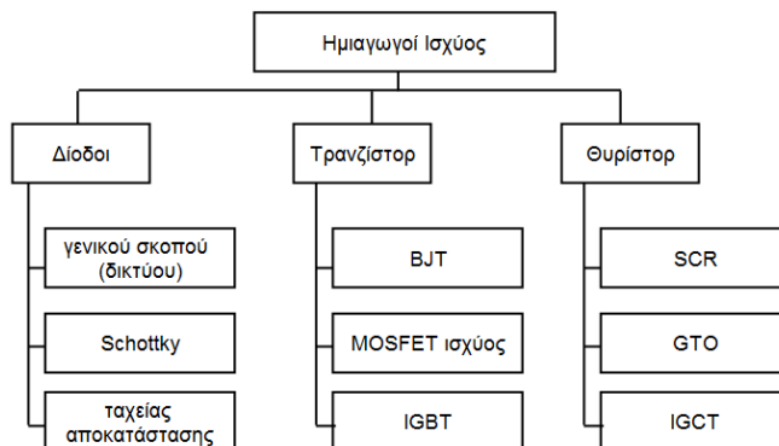 Ημιαγωγοί Ισχύος
Δίοδοι
Τρανζίστορ
Θυρίστορ
γενικού σκοπού
(δικτύου)
BJT
SCR
Schottky
MOSFET ισχύος
GTO
ταχείας
αποκατάστασης
IGBT
IGCT